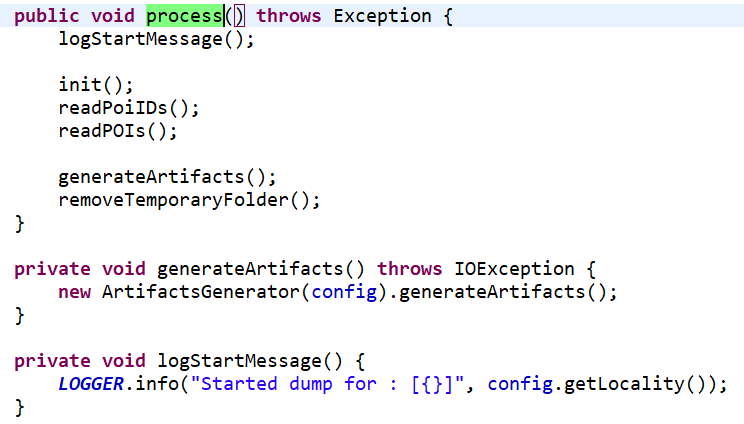 public void process() throws Exception {
    logStartMessage();

    init();
    readPoiIDs();
    readPOIs();

    generateArtifacts();
    removeTemporaryFolder();
}

private void generateArtifacts() throws IOException {
    new ArtifactsGenerator(config).generateArtifacts();
}

private void logStartMessage() {
    LOGGER.info("Started dump for : [{}]", config.getLocality());
}